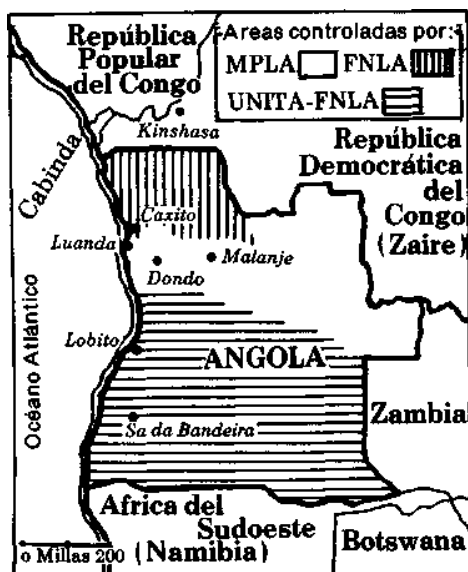 República
Popular
del Congo
Areas controladas por:
MPLA FNLA
UNITA-FNLA
Kinshasa
Cabinda
República
Democrática
del
Congo
(Zaire)
Caxito
Luanda
Malanje
Dondo
Océano Atlántico
Lobito
ANGOLA
Sa da Bandeira
Zambia
Africa del
Sudoeste
(Namibia)
Botswana
o Millas 200